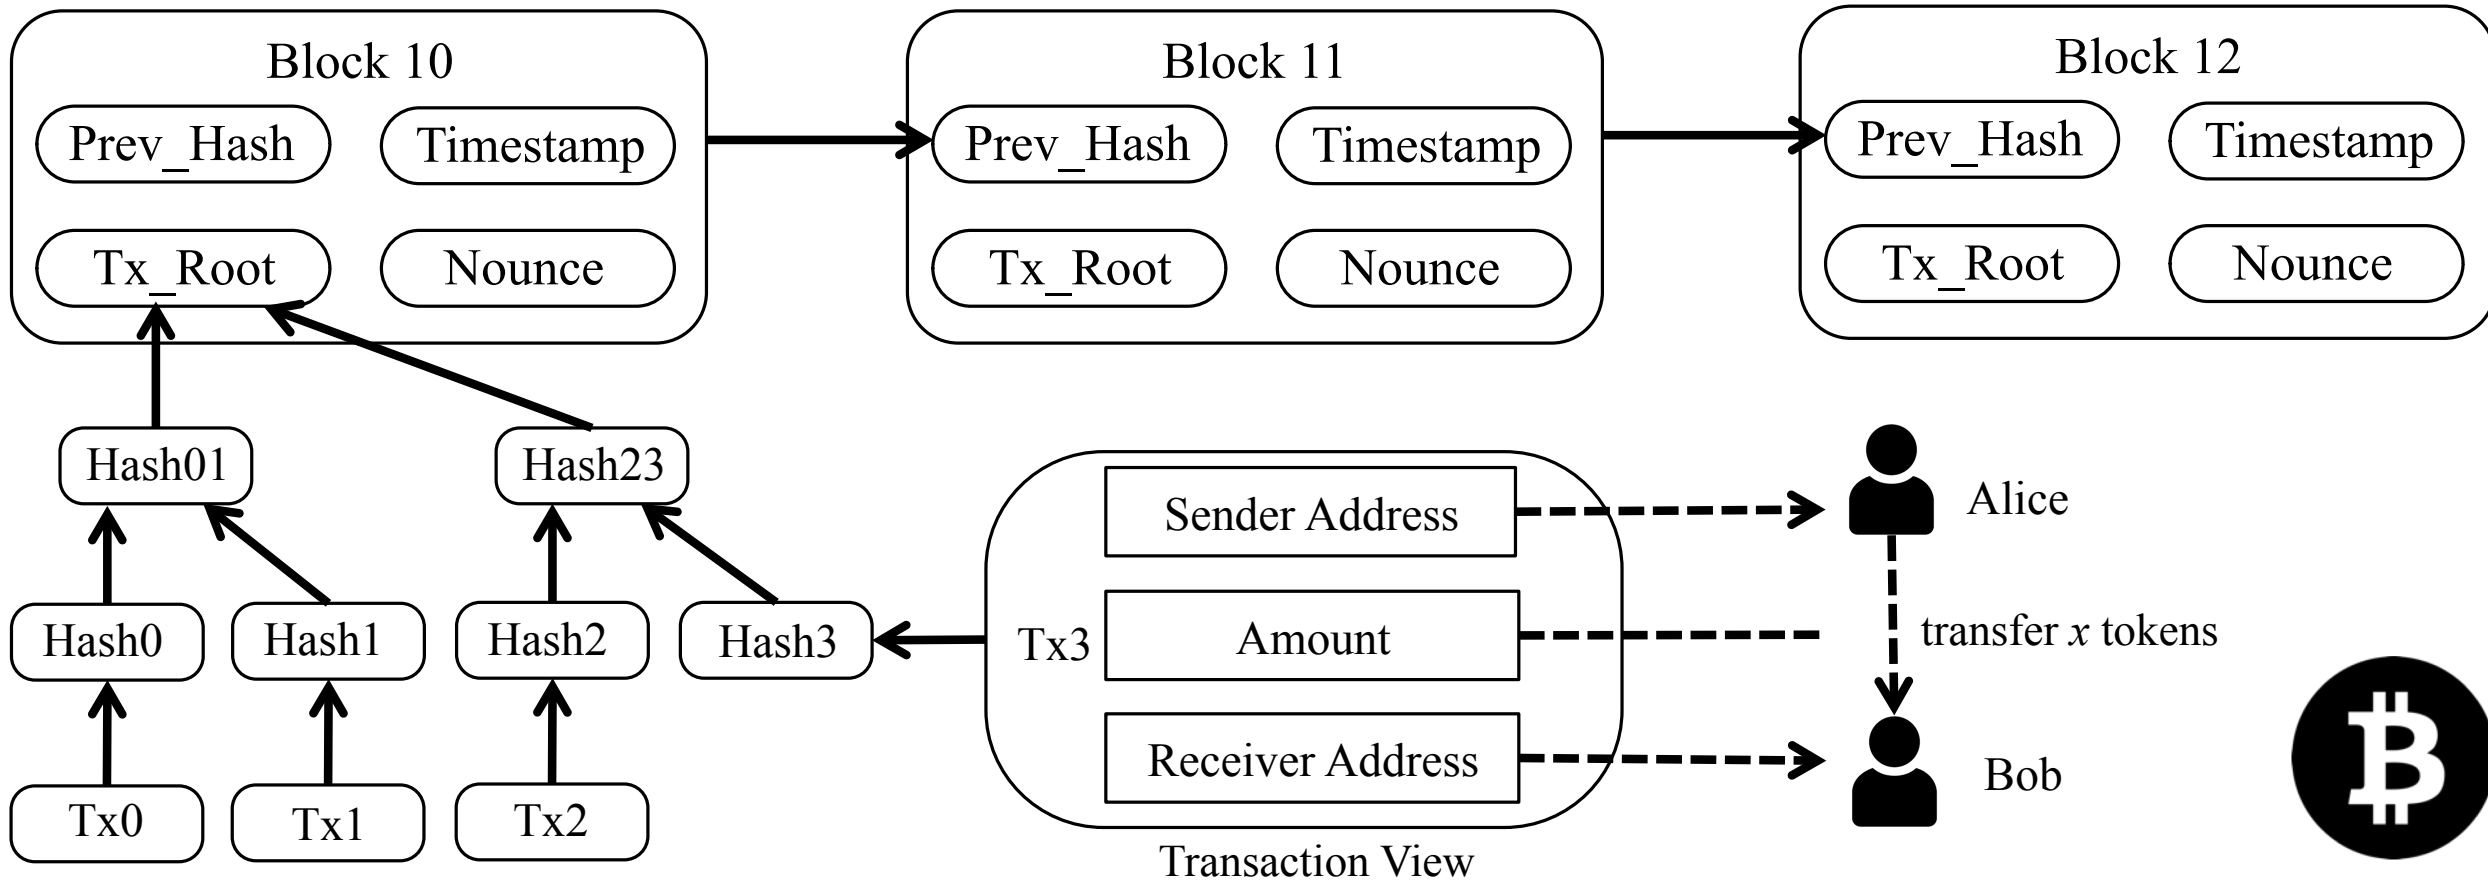 Block 10
Prev_Hash
Timestamp
Tx_Root
Nounce
Block 11
Prev_Hash
Timestamp
Tx_Root
Nounce
Block 12
Prev_Hash
Timestamp
Tx_Root
Nounce
Hash01
Hash23
Hash0
Hash1
Hash2
Hash3
Tx0
Tx1
Tx2
Tx3
Sender Address
Amount
Receiver Address
Transaction View
Alice
transfer x tokens
Bob